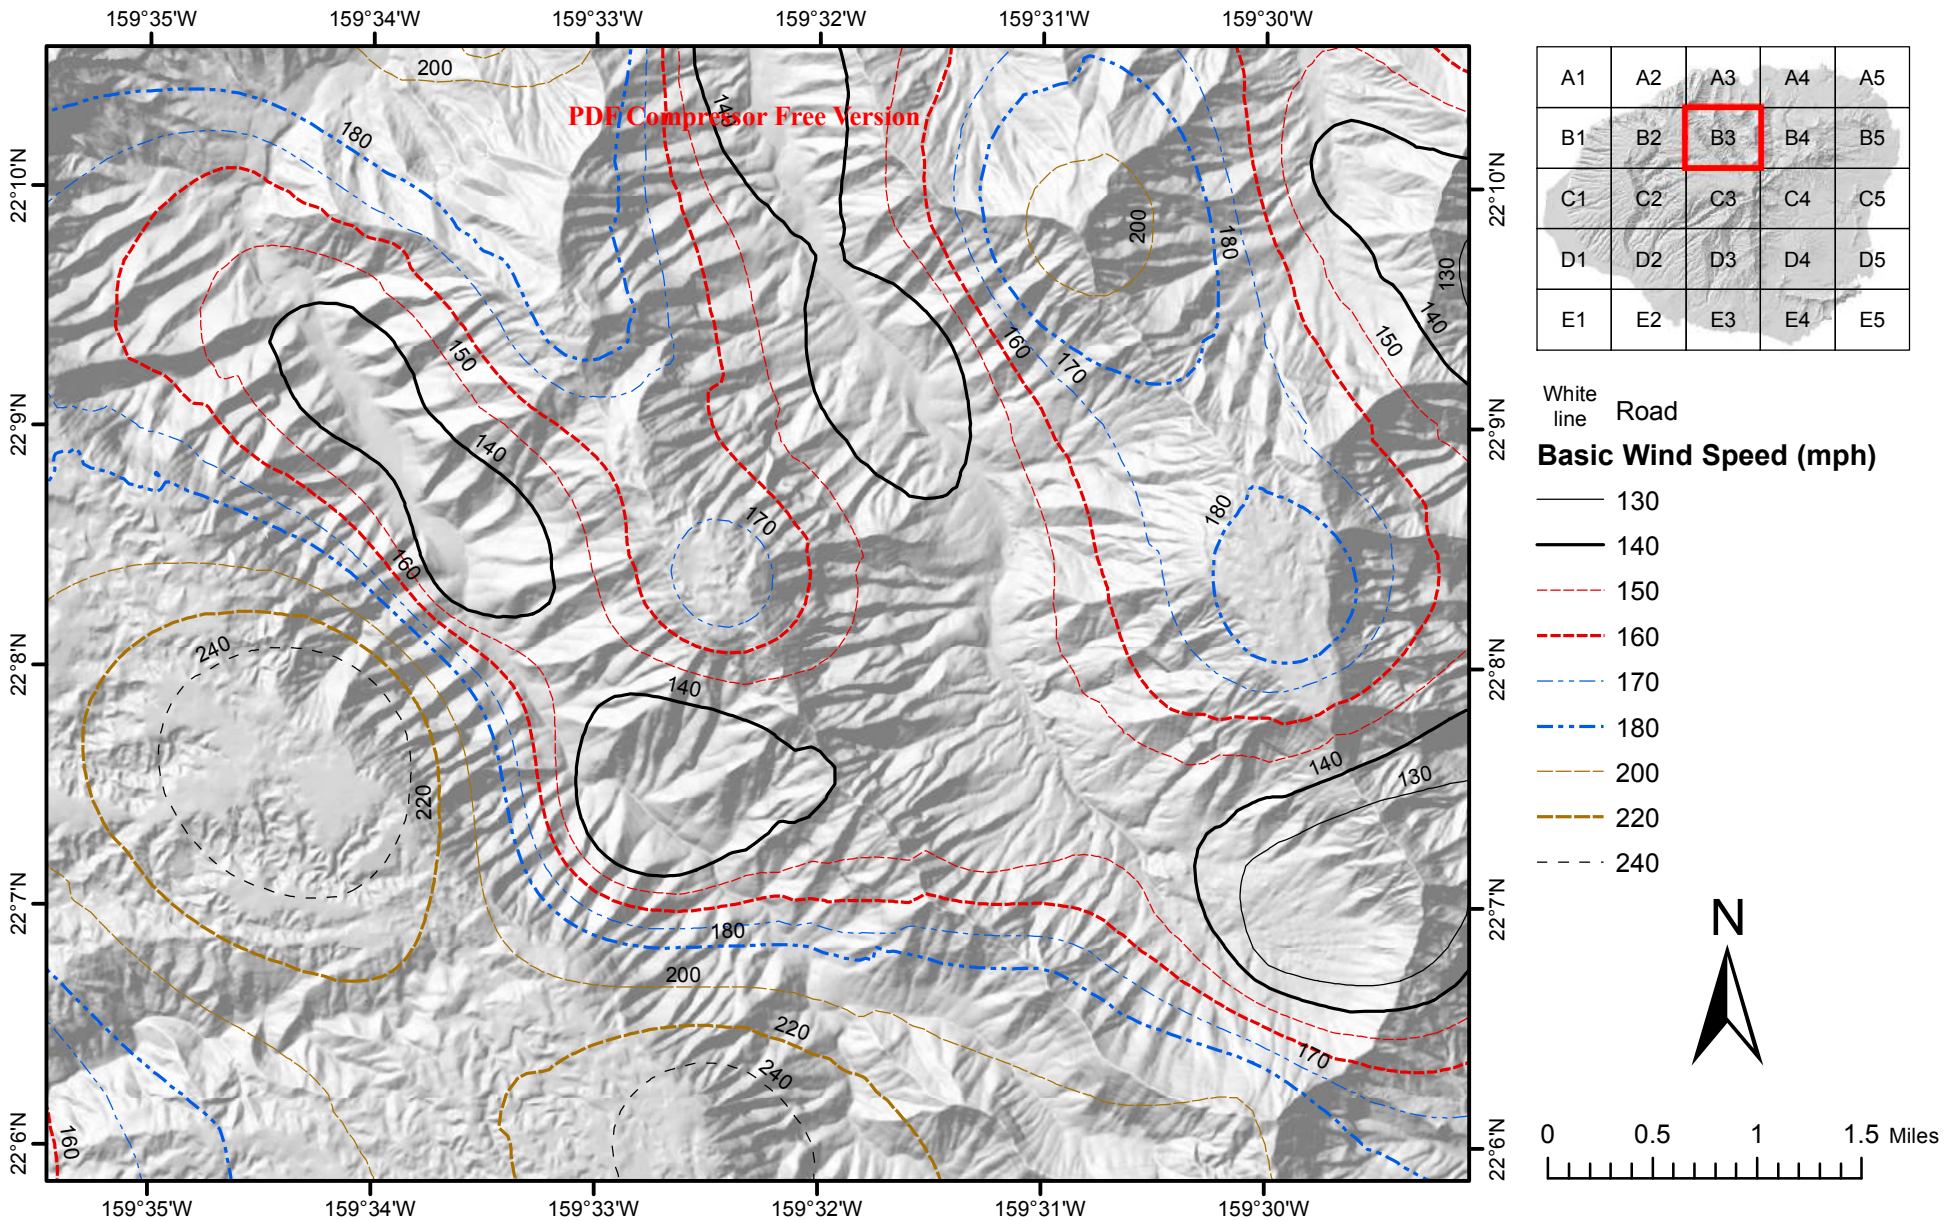 159°35'W 159°34'W 159°33'W 159°32'W 159°31'W 159°30'W
200
140
PDF Compressor Free Version
180
22°10'N
22°10'N
200
180
130
140
150
160
170
150
22°9'N
22°9'N
140
180
170
160
240
22°8'N
22°8'N
140
140
130
220
22°7'N
22°7'N
180
200
220
170
240
160
22°6'N
22°6'N
159°35'W 159°34'W 159°33'W 159°32'W 159°31'W 159°30'W
A1 A2 A3 A4 A5
B1 B2 B3 B4 B5
C1 C2 C3 C4 C5
D1 D2 D3 D4 D5
E1 E2 E3 E4 E5
White
line Road
Basic Wind Speed (mph)
130
140
150
160
170
180
200
220
240
N
0 0.5 1 1.5 Miles